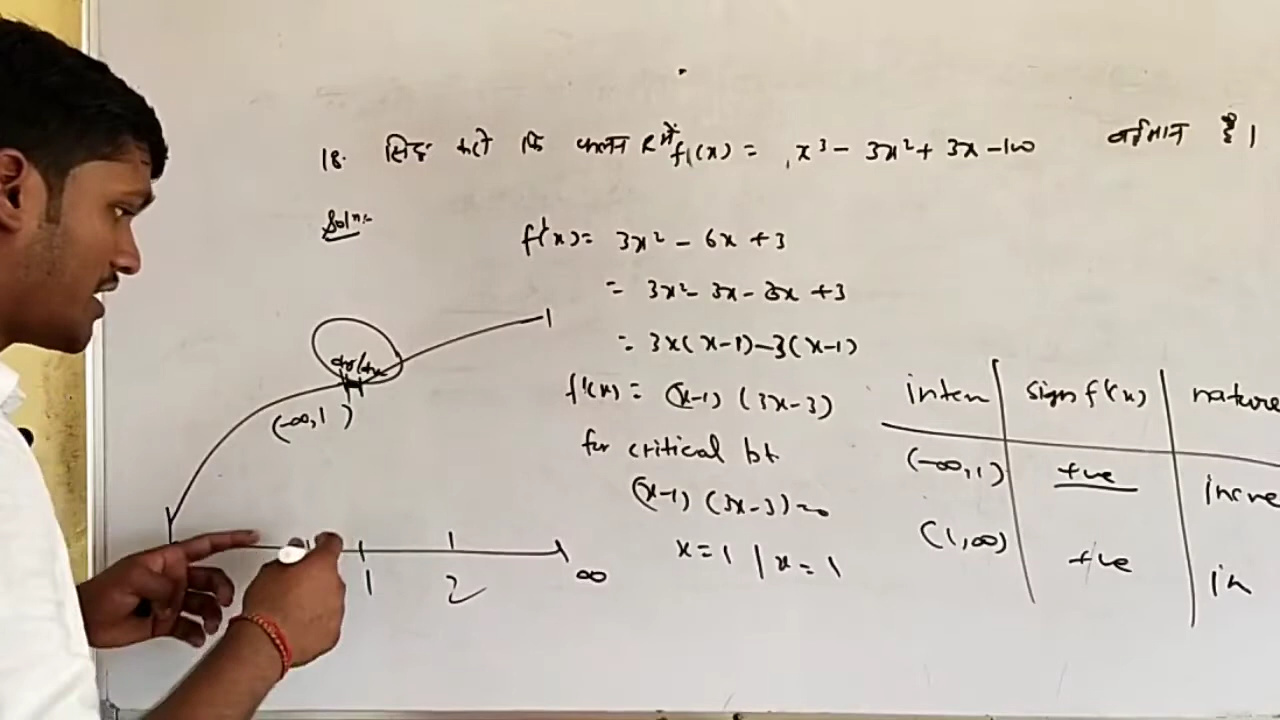 18. सिद्ध करो कि फलन R में f(x) = x³ - 3x² + 3x - 100 वर्धमान है।
Solⁿ:-
f'(x) = 3x² - 6x + 3
= 3x² - 3x - 3x + 3
= 3x(x-1) - 3(x-1)
f'(x) = (x-1) (3x-3)
for critical pt
(x-1) (3x-3) = 0
x = 1 | x = 1
(-∞, 1)
1 2 ∞
inter sign f'(x) nature
(-∞, 1) +ve incre
(1, ∞) +ve in